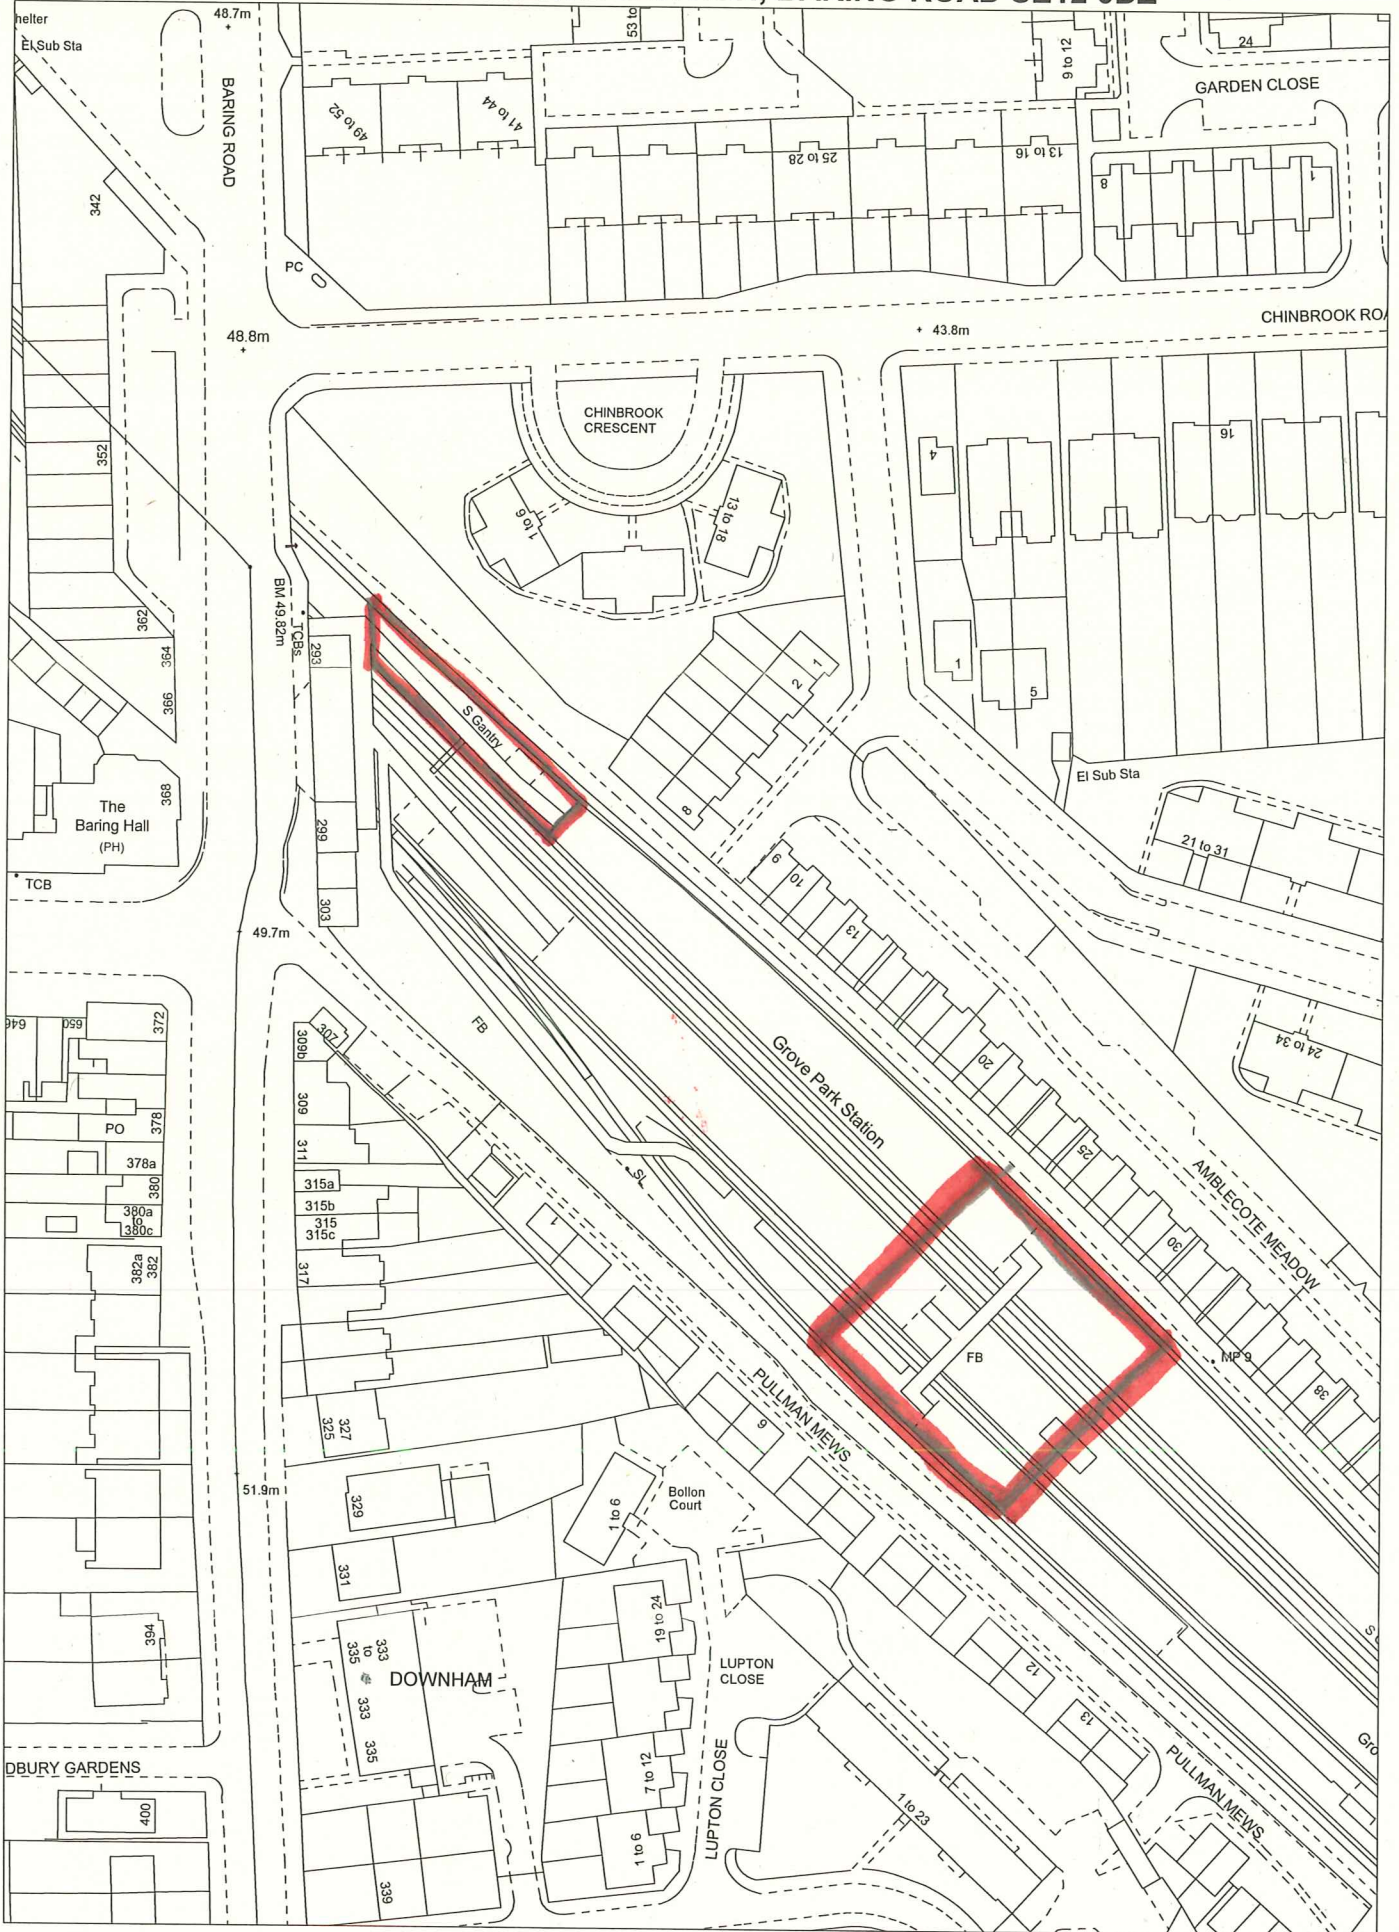 48.7m
helter
El Sub Sta
BARING ROAD
53 to
9 to 12
24
GARDEN CLOSE
49 to 52
41 to 44
25 to 28
13 to 16
8
1
342
PC
48.8m
43.8m
CHINBROOK
CRESCENT
352
4
16
1 to 6
13 to 18
BM 49.82m
TCBs
362
364
366
293
S Gantry
1
2
8
1
5
El Sub Sta
The
Baring Hall
(PH)
368
299
303
TCB
21 to 31
9
10
13
49.7m
FB
Grove Park Station
20
24 to 34
646
650
372
307
309b
309
PO
378
311
25
378a
315a
SL
380
380a
to
380c
315b
315
315c
1
AMBLECOTE MEADOW
30
382a
382
317
FB
MP 9
38
325
327
PULLMAN MEWS
9
51.9m
329
1 to 6
Bollon
Court
331
19 to 24
394
333
to
335
333
335
DOWNHAM
LUPTON
CLOSE
12
13
DBURY GARDENS
7 to 12
LUPTON CLOSE
PULLMAN MEWS
400
1 to 23
1 to 6
339